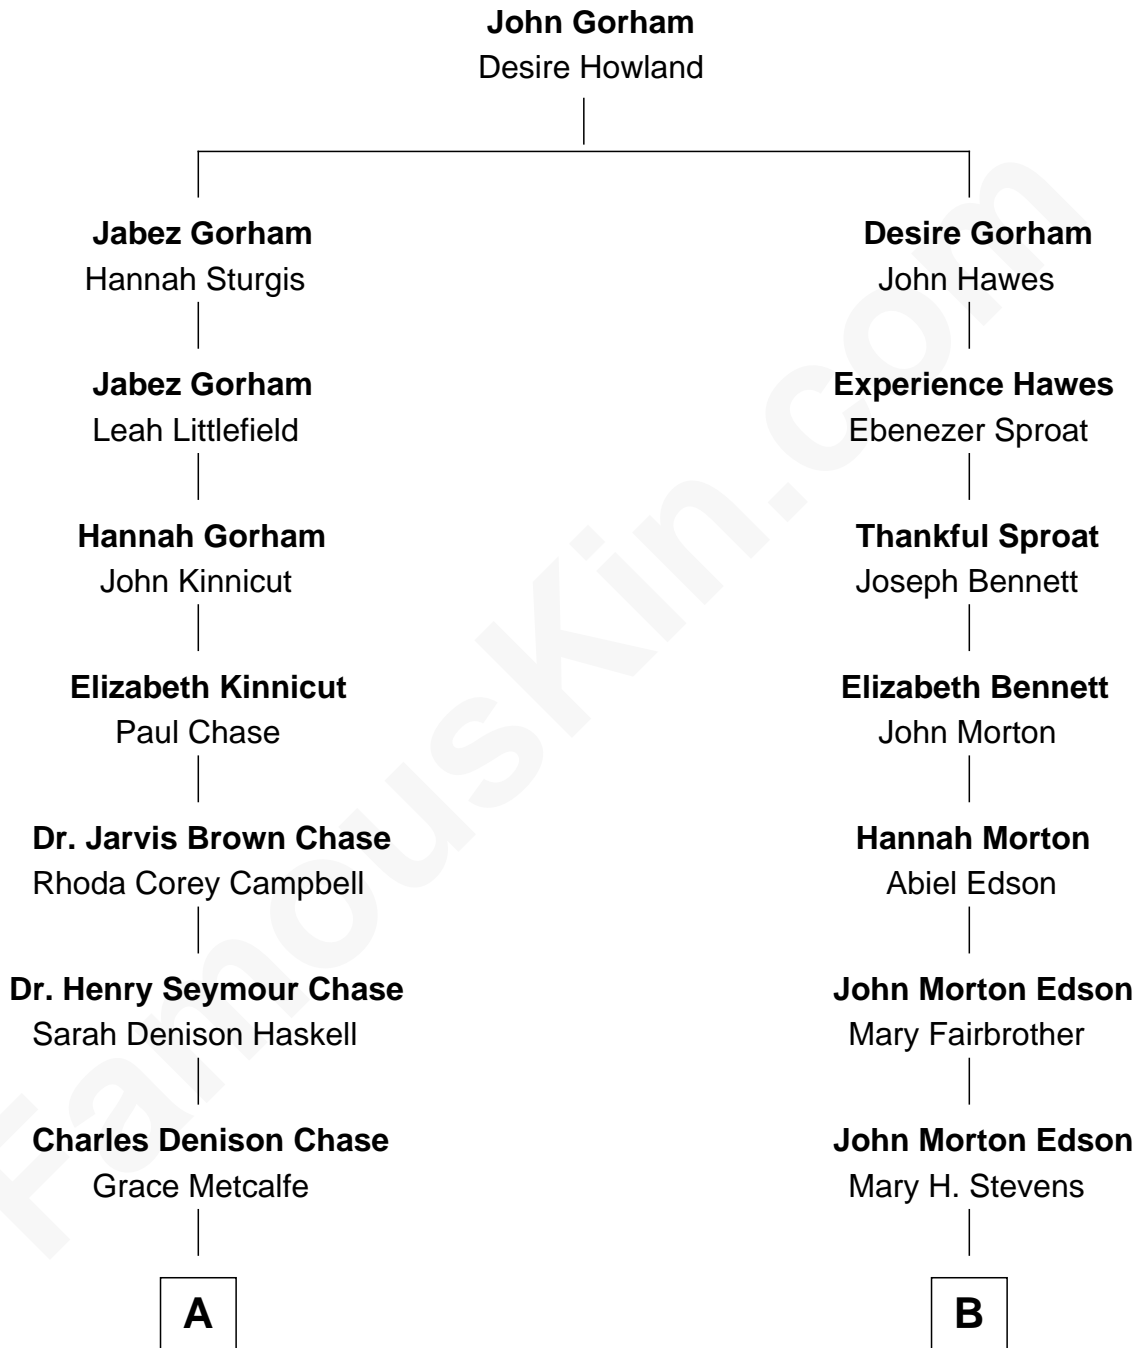 John Gorham
Desire Howland
Jabez Gorham
Hannah Sturgis
Desire Gorham
John Hawes
Jabez Gorham
Leah Littlefield
Experience Hawes
Ebenezer Sproat
Hannah Gorham
John Kinnicut
Thankful Sproat
Joseph Bennett
Elizabeth Kinnicut
Paul Chase
Elizabeth Bennett
John Morton
Dr. Jarvis Brown Chase
Rhoda Corey Campbell
Hannah Morton
Abiel Edson
Dr. Henry Seymour Chase
Sarah Denison Haskell
John Morton Edson
Mary Fairbrother
Charles Denison Chase
Grace Metcalfe
John Morton Edson
Mary H. Stevens
A
B
FamousKin.com